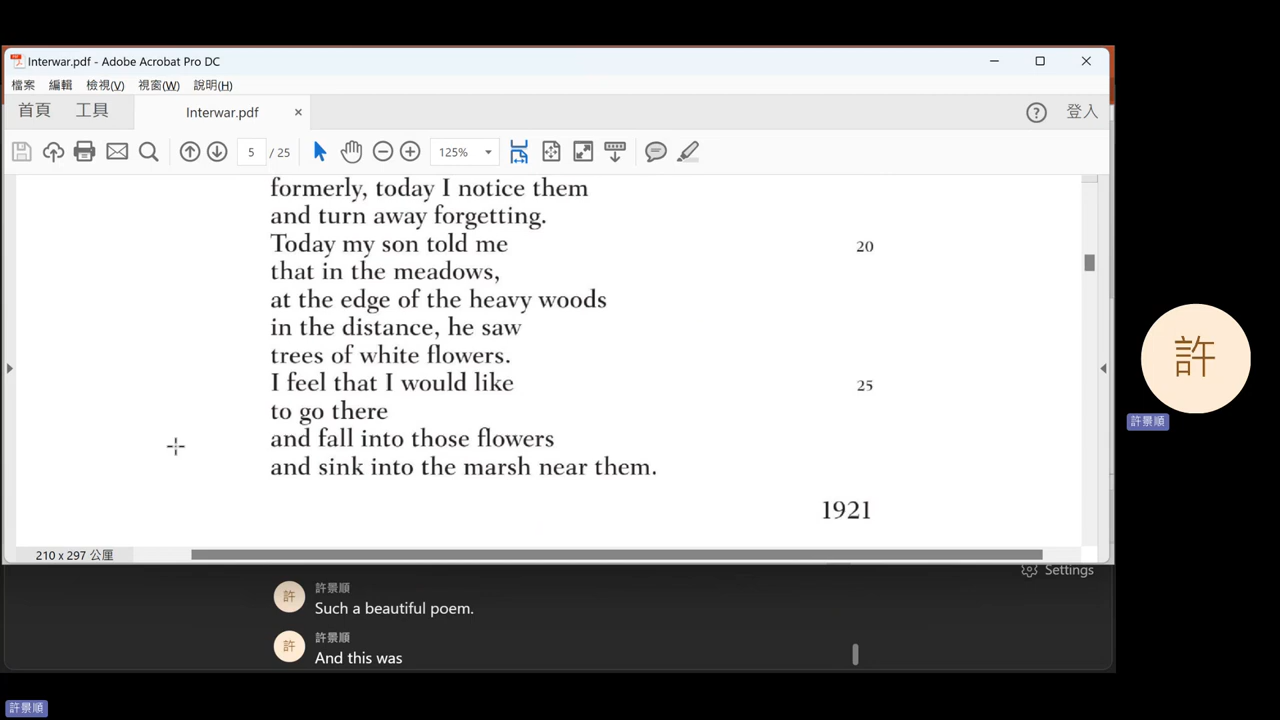 Interwar.pdf - Adobe Acrobat Pro DC
檔案 編輯 檢視(V) 視窗(W) 說明(H)
首頁 工具 Interwar.pdf × 登入
5 / 25 125%
formerly, today I notice them
and turn away forgetting.
Today my son told me 20
that in the meadows,
at the edge of the heavy woods
in the distance, he saw
trees of white flowers.
I feel that I would like 25
to go there
and fall into those flowers
and sink into the marsh near them.
1921
210 x 297 公厘
Settings
許 許景順
Such a beautiful poem.
許 許景順
And this was
許
許景順
許景順